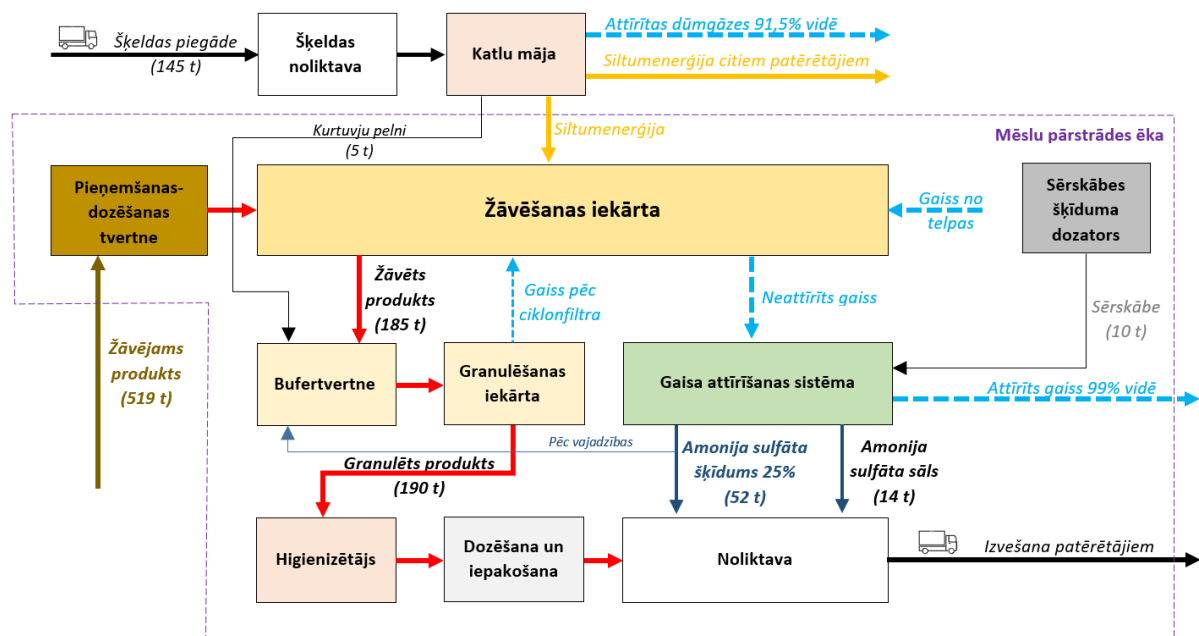 Šķeldas piegāde
(145 t)
Šķeldas
noliktava
Katlu māja
Attīrītas dūmgāzes 91,5% vidē
Siltumenerģija citiem patērētājiem
Kurtuvju pelni
(5 t)
Siltumenerģija
Mēslu pārstrādes ēka
Pieņemšanas-
dozēšanas
tvertne
Žāvēšanas iekārta
Gaiss no
telpas
Sērskābes
šķīduma
dozators
Žāvēts
produkts
(185 t)
Gaiss pēc
ciklonfiltra
Neattīrīts gaiss
Sērskābe
(10 t)
Žāvējams
produkts
(519 t)
Bufertvertne
Granulēšanas
iekārta
Gaisa attīrīšanas sistēma
Attīrīts gaiss 99% vidē
Pēc vajadzības
Granulēts produkts
(190 t)
Amonija sulfāta
šķīdums 25%
(52 t)
Amonija
sulfāta sāls
(14 t)
Higienizētājs
Dozēšana un
iepakošana
Noliktava
Izvešana patērētājiem